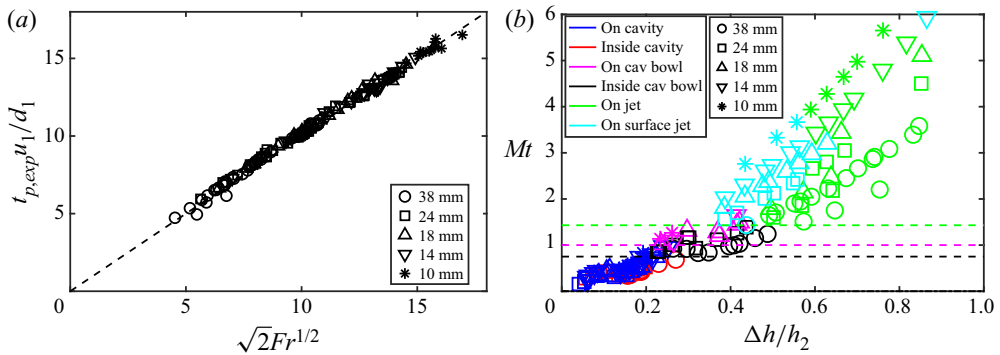 (a)
15
10
5
0
5
10
15
t_{p,exp}u_1/d_1
√2Fr^{1/2}
38 mm
24 mm
18 mm
14 mm
10 mm
(b)
6
5
4
3
2
1
0
0.2
0.4
0.6
0.8
1.0
Mt
Δh/h_2
On cavity
Inside cavity
On cav bowl
Inside cav bowl
On jet
On surface jet
38 mm
24 mm
18 mm
14 mm
10 mm